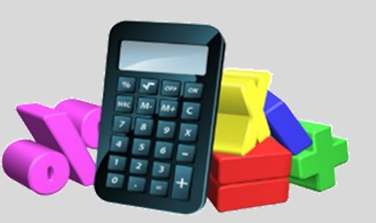 % √ OFF ON
MRC M- M+ C
7 8 9 X
4 5 6 -
1 2 3 +
0 . =